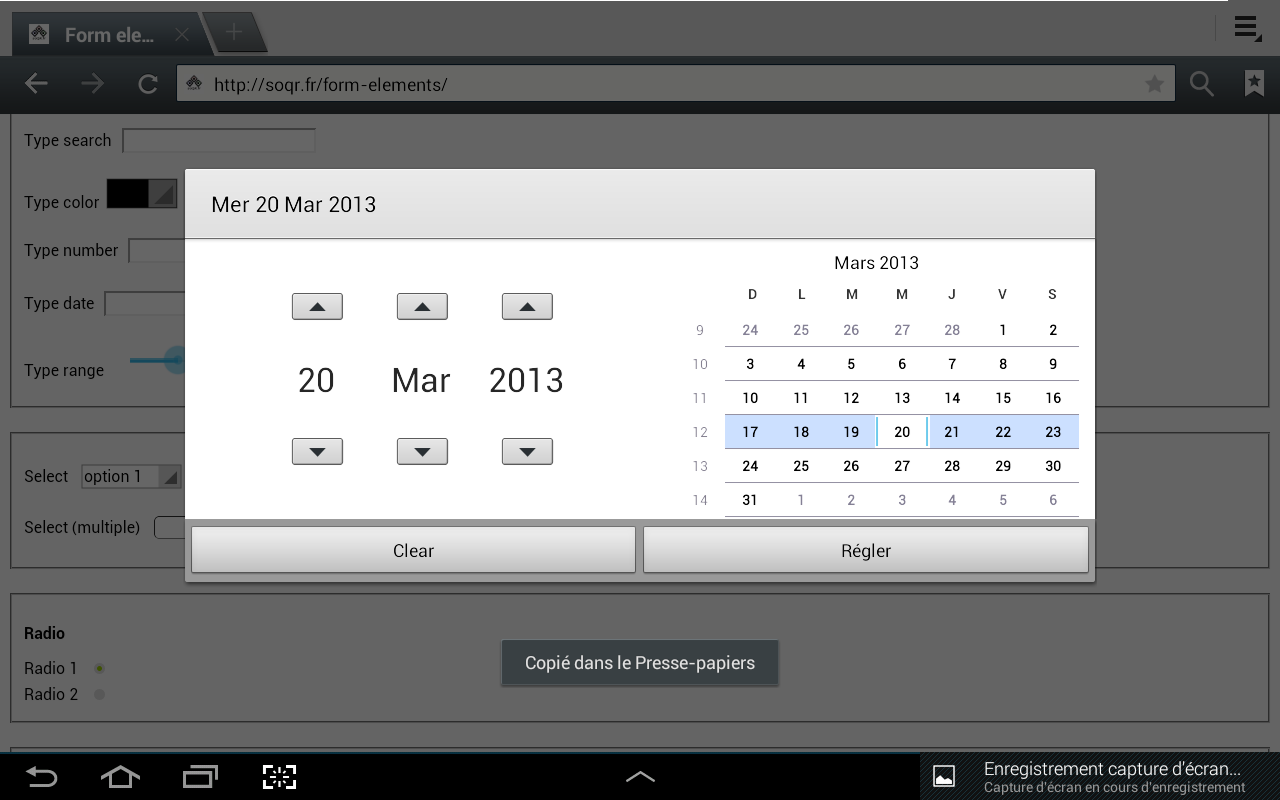 Form ele...
http://soqr.fr/form-elements/
Type search
Type color
Type number
Type date
Type range
Mer 20 Mar 2013
20 Mar 2013
Mars 2013
D L M M J V S
9 24 25 26 27 28 1 2
10 3 4 5 6 7 8 9
11 10 11 12 13 14 15 16
12 17 18 19 20 21 22 23
13 24 25 26 27 28 29 30
14 31 1 2 3 4 5 6
Clear Régler
Select option 1
Select (multiple)
Radio
Radio 1
Radio 2
Copié dans le Presse-papiers
Enregistrement capture d'écran...
Capture d'écran en cours d'enregistrement